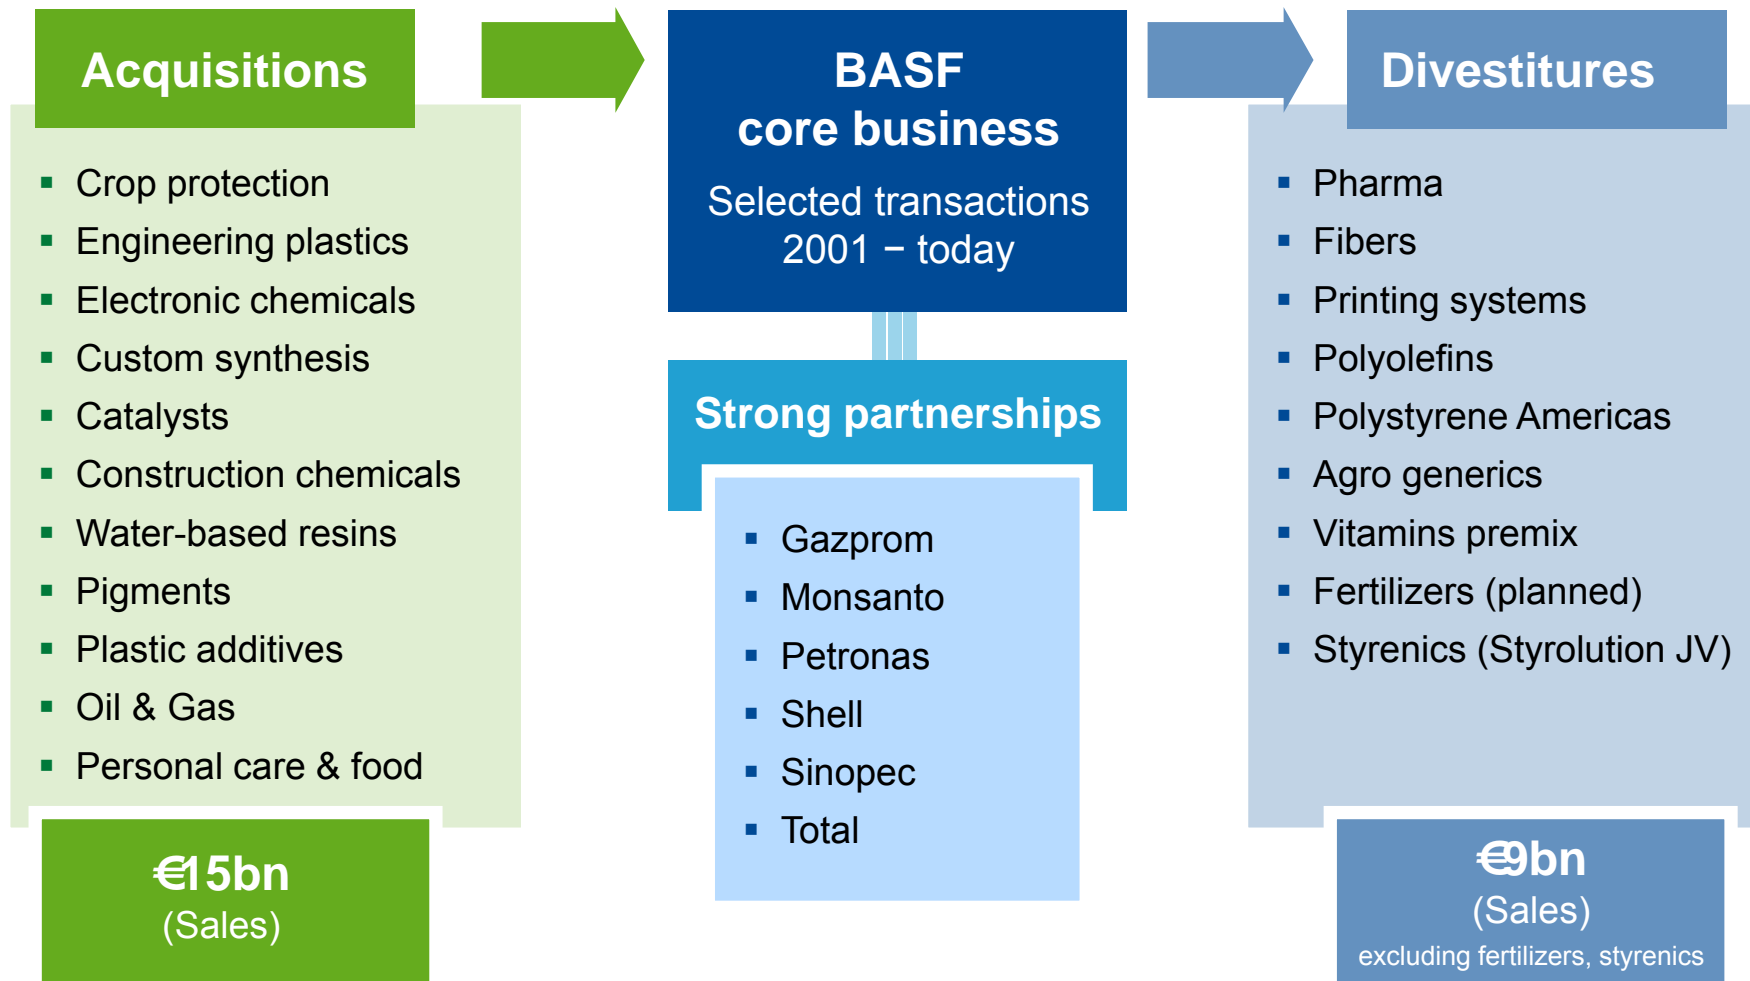 Acquisitions
Crop protection
Engineering plastics
Electronic chemicals
Custom synthesis
Catalysts
Construction chemicals
Water-based resins
Pigments
Plastic additives
Oil & Gas
Personal care & food
€15bn
(Sales)
BASF
core business
Selected transactions
2001 − today
Strong partnerships
Gazprom
Monsanto
Petronas
Shell
Sinopec
Total
Divestitures
Pharma
Fibers
Printing systems
Polyolefins
Polystyrene Americas
Agro generics
Vitamins premix
Fertilizers (planned)
Styrenics (Styrolution JV)
€9bn
(Sales)
excluding fertilizers, styrenics